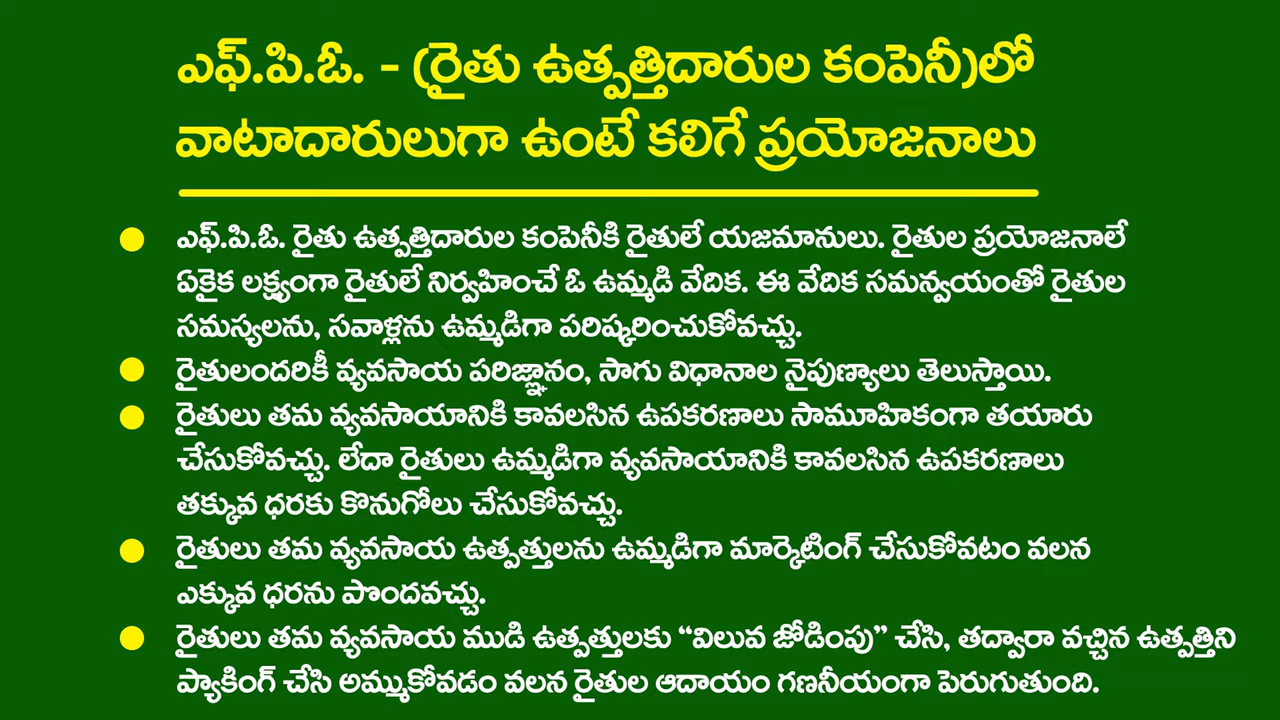 ఎఫ్.పి.ఓ. - (రైతు ఉత్పత్తిదారుల కంపెనీ)లో
వాటాదారులుగా ఉంటే కలిగే ప్రయోజనాలు
ఎఫ్.పి.ఓ. రైతు ఉత్పత్తిదారుల కంపెనీకి రైతులే యజమానులు. రైతుల ప్రయోజనాలే
ఏకైక లక్ష్యంగా రైతులే నిర్వహించే ఓ ఉమ్మడి వేదిక. ఈ వేదిక సమన్వయంతో రైతుల
సమస్యలను, సవాళ్లను ఉమ్మడిగా పరిష్కరించుకోవచ్చు.
రైతులందరికీ వ్యవసాయ పరిజ్ఞానం, సాగు విధానాల నైపుణ్యాలు తెలుస్తాయి.
రైతులు తమ వ్యవసాయానికి కావలసిన ఉపకరణాలు సామూహికంగా తయారు
చేసుకోవచ్చు. లేదా రైతులు ఉమ్మడిగా వ్యవసాయానికి కావలసిన ఉపకరణాలు
తక్కువ ధరకు కొనుగోలు చేసుకోవచ్చు.
రైతులు తమ వ్యవసాయ ఉత్పత్తులను ఉమ్మడిగా మార్కెటింగ్ చేసుకోవటం వలన
ఎక్కువ ధరను పొందవచ్చు.
రైతులు తమ వ్యవసాయ ముడి ఉత్పత్తులకు “విలువ జోడింపు” చేసి, తద్వారా వచ్చిన ఉత్పత్తిని
ప్యాకింగ్ చేసి అమ్ముకోవడం వలన రైతుల ఆదాయం గణనీయంగా పెరుగుతుంది.